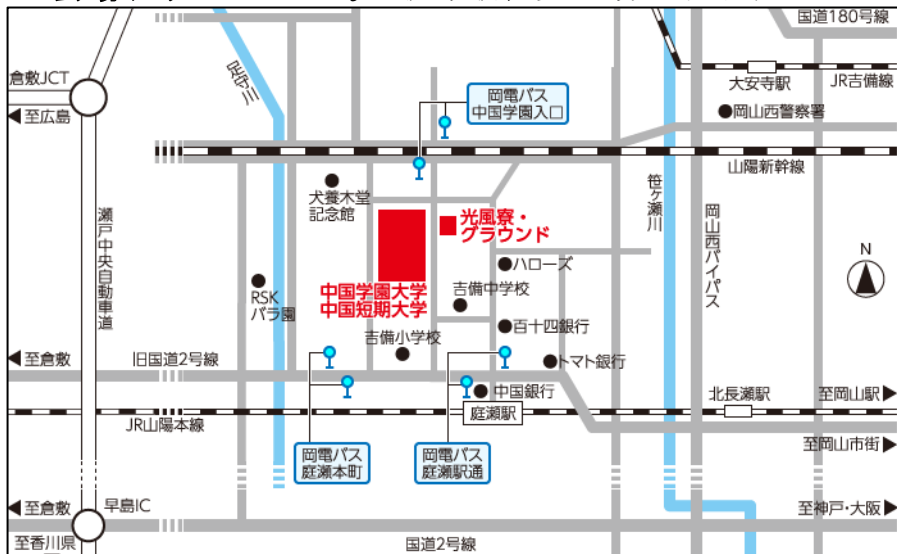 国道180号線
倉敷JCT
至広島
足守川
岡電バス
中国学園入口
大安寺駅
JR吉備線
岡山西警察署
山陽新幹線
犬養木堂
記念館
光風寮・
グラウンド
笹ヶ瀬川
岡山西バイパス
瀬戸中央自動車道
N
ハローズ
RSK
バラ園
中国学園大学
中国短期大学
吉備中学校
百十四銀行
吉備小学校
至倉敷
旧国道2号線
トマト銀行
中国銀行
北長瀬駅
至岡山駅
庭瀬駅
JR山陽本線
至岡山市街
岡電バス
庭瀬本町
岡電バス
庭瀬駅通
至倉敷
早島IC
至神戸・大阪
至香川県
国道2号線